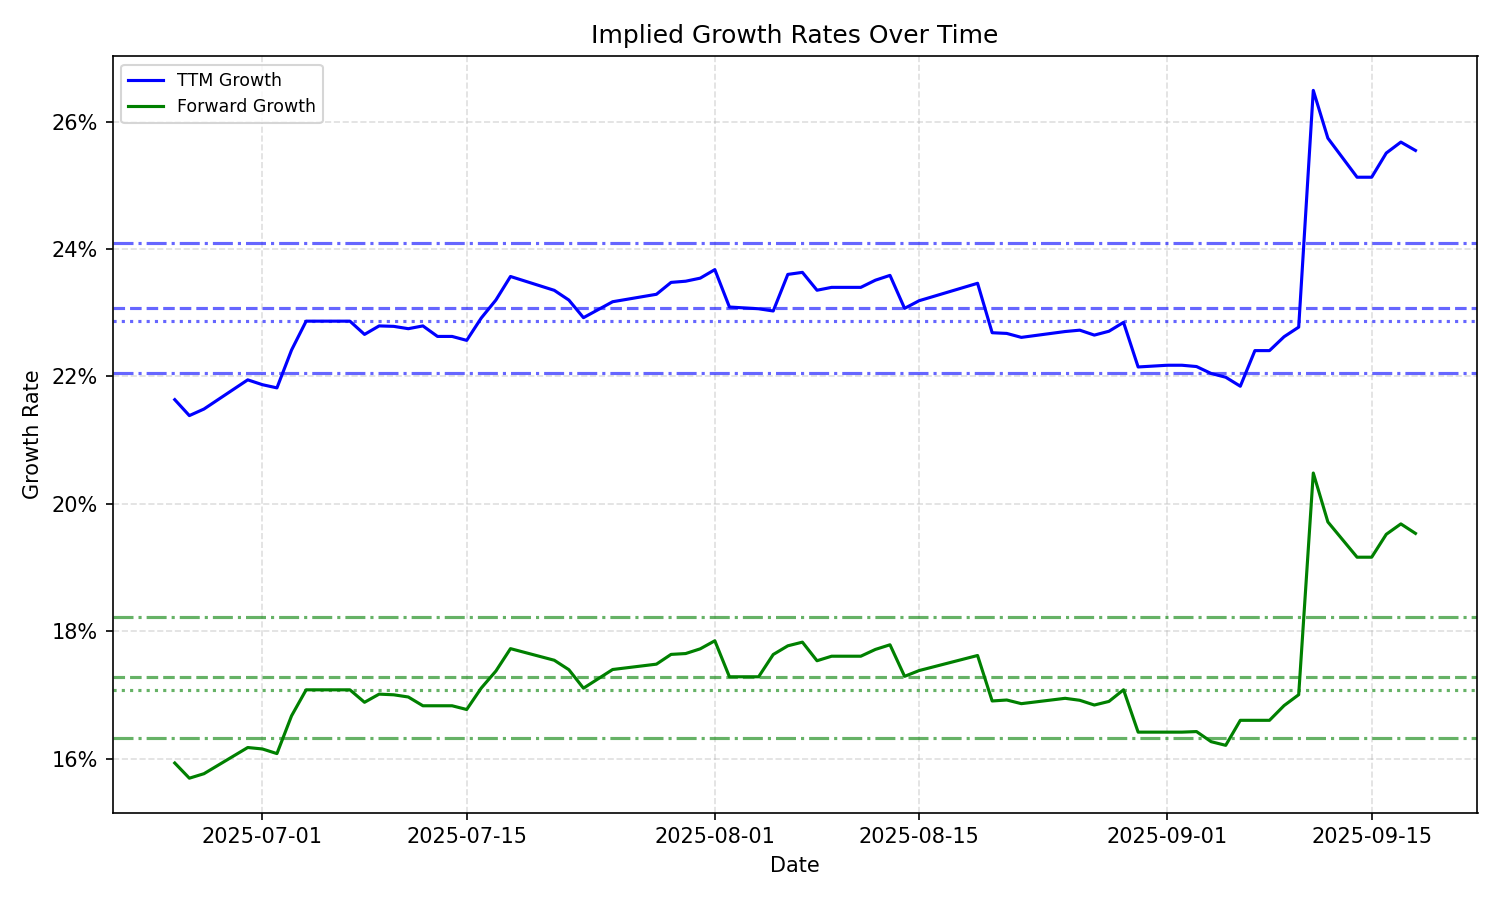 Implied Growth Rates Over Time
TTM Growth
Forward Growth
26%
24%
22%
20%
18%
16%
Growth Rate
2025-07-01
2025-07-15
2025-08-01
2025-08-15
2025-09-01
2025-09-15
Date